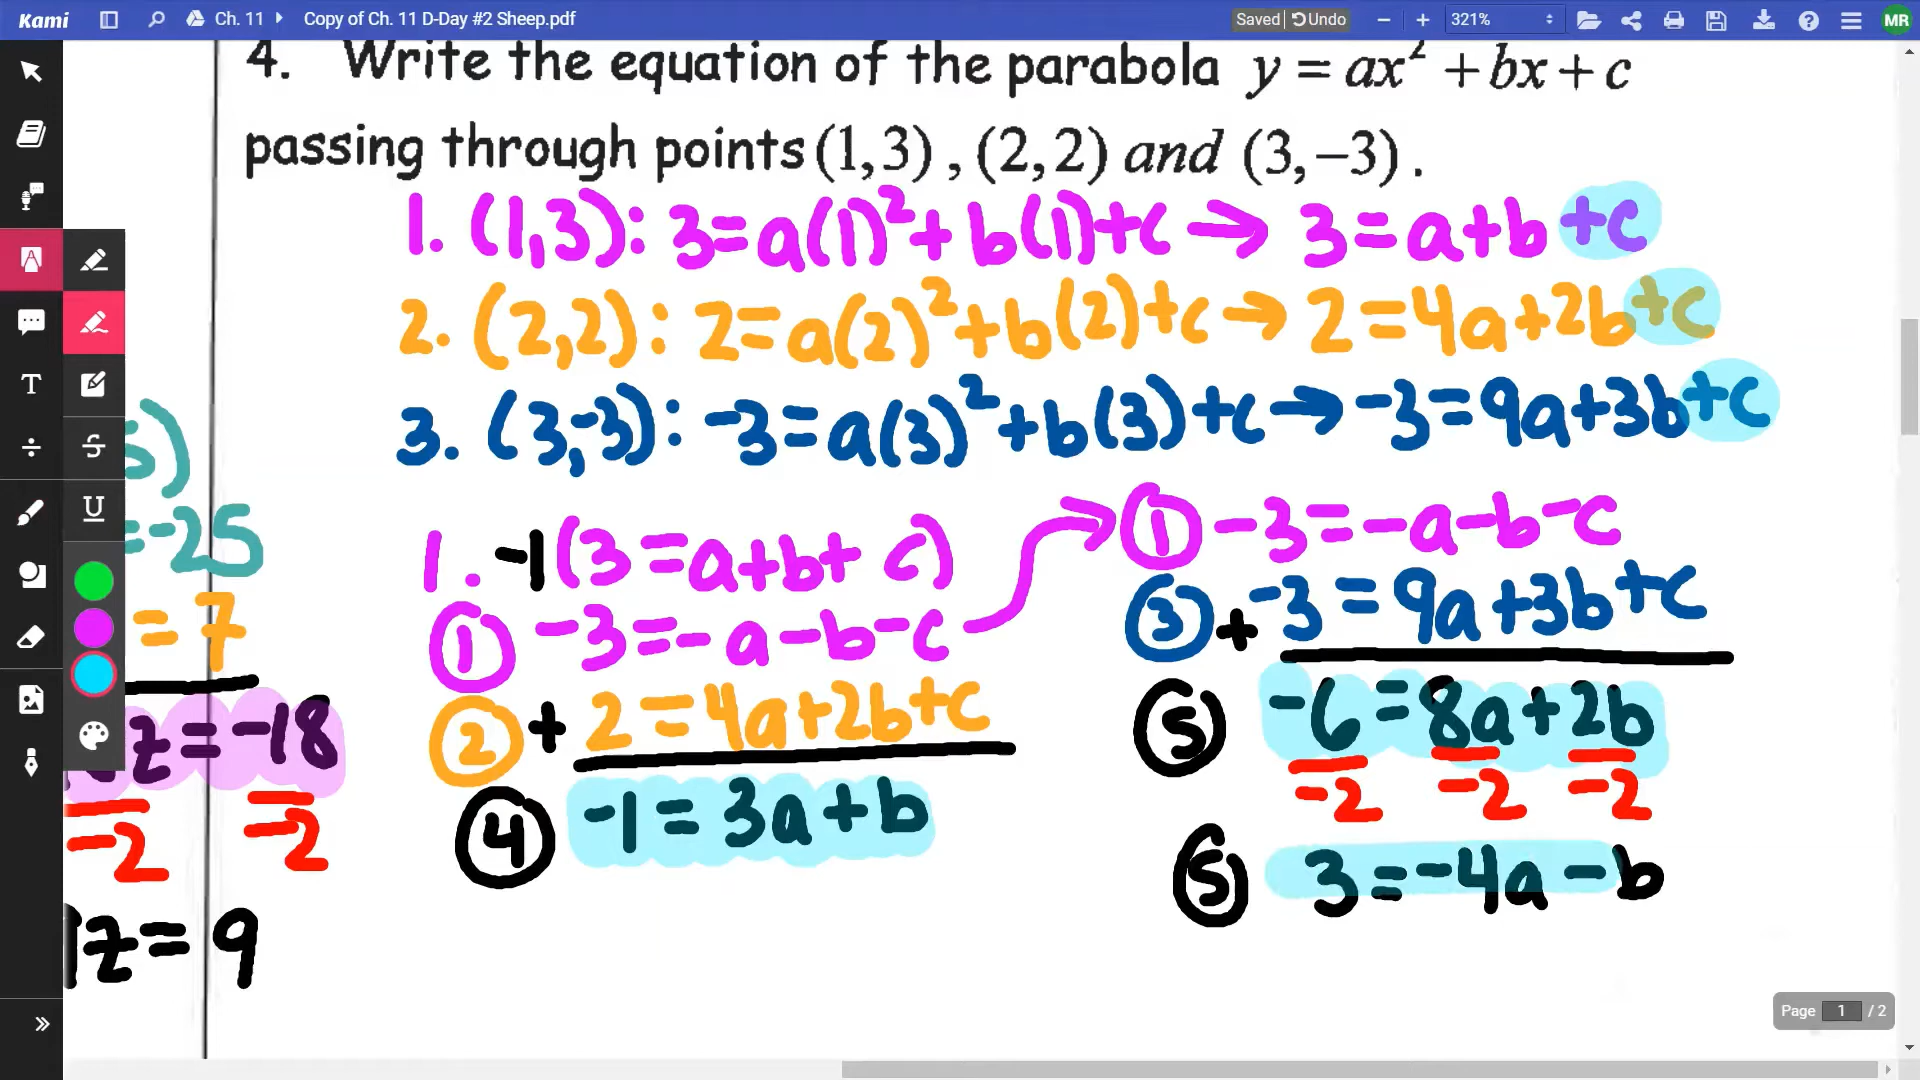 Kami
Ch. 11
Copy of Ch. 11 D-Day #2 Sheep.pdf
Saved | Undo
321%
MR
4. Write the equation of the parabola y = ax² + bx + c
passing through points (1,3), (2,2) and (3,−3).
1. (1,3): 3=a(1)²+b(1)+c → 3=a+b+c
2. (2,2): 2=a(2)²+b(2)+c → 2=4a+2b+c
3. (3,-3): -3=a(3)²+b(3)+c → -3=9a+3b+c
1. -1(3=a+b+c)
① -3=-a-b-c
② + 2=4a+2b+c
④ -1=3a+b
① -3=-a-b-c
③ + -3=9a+3b+c
⑤ -6=8a+2b
-2 -2 -2
⑤ 3=-4a-b
=-25
= 7
z=-18
-2 -2
z=9
T
U
Page 1 / 2